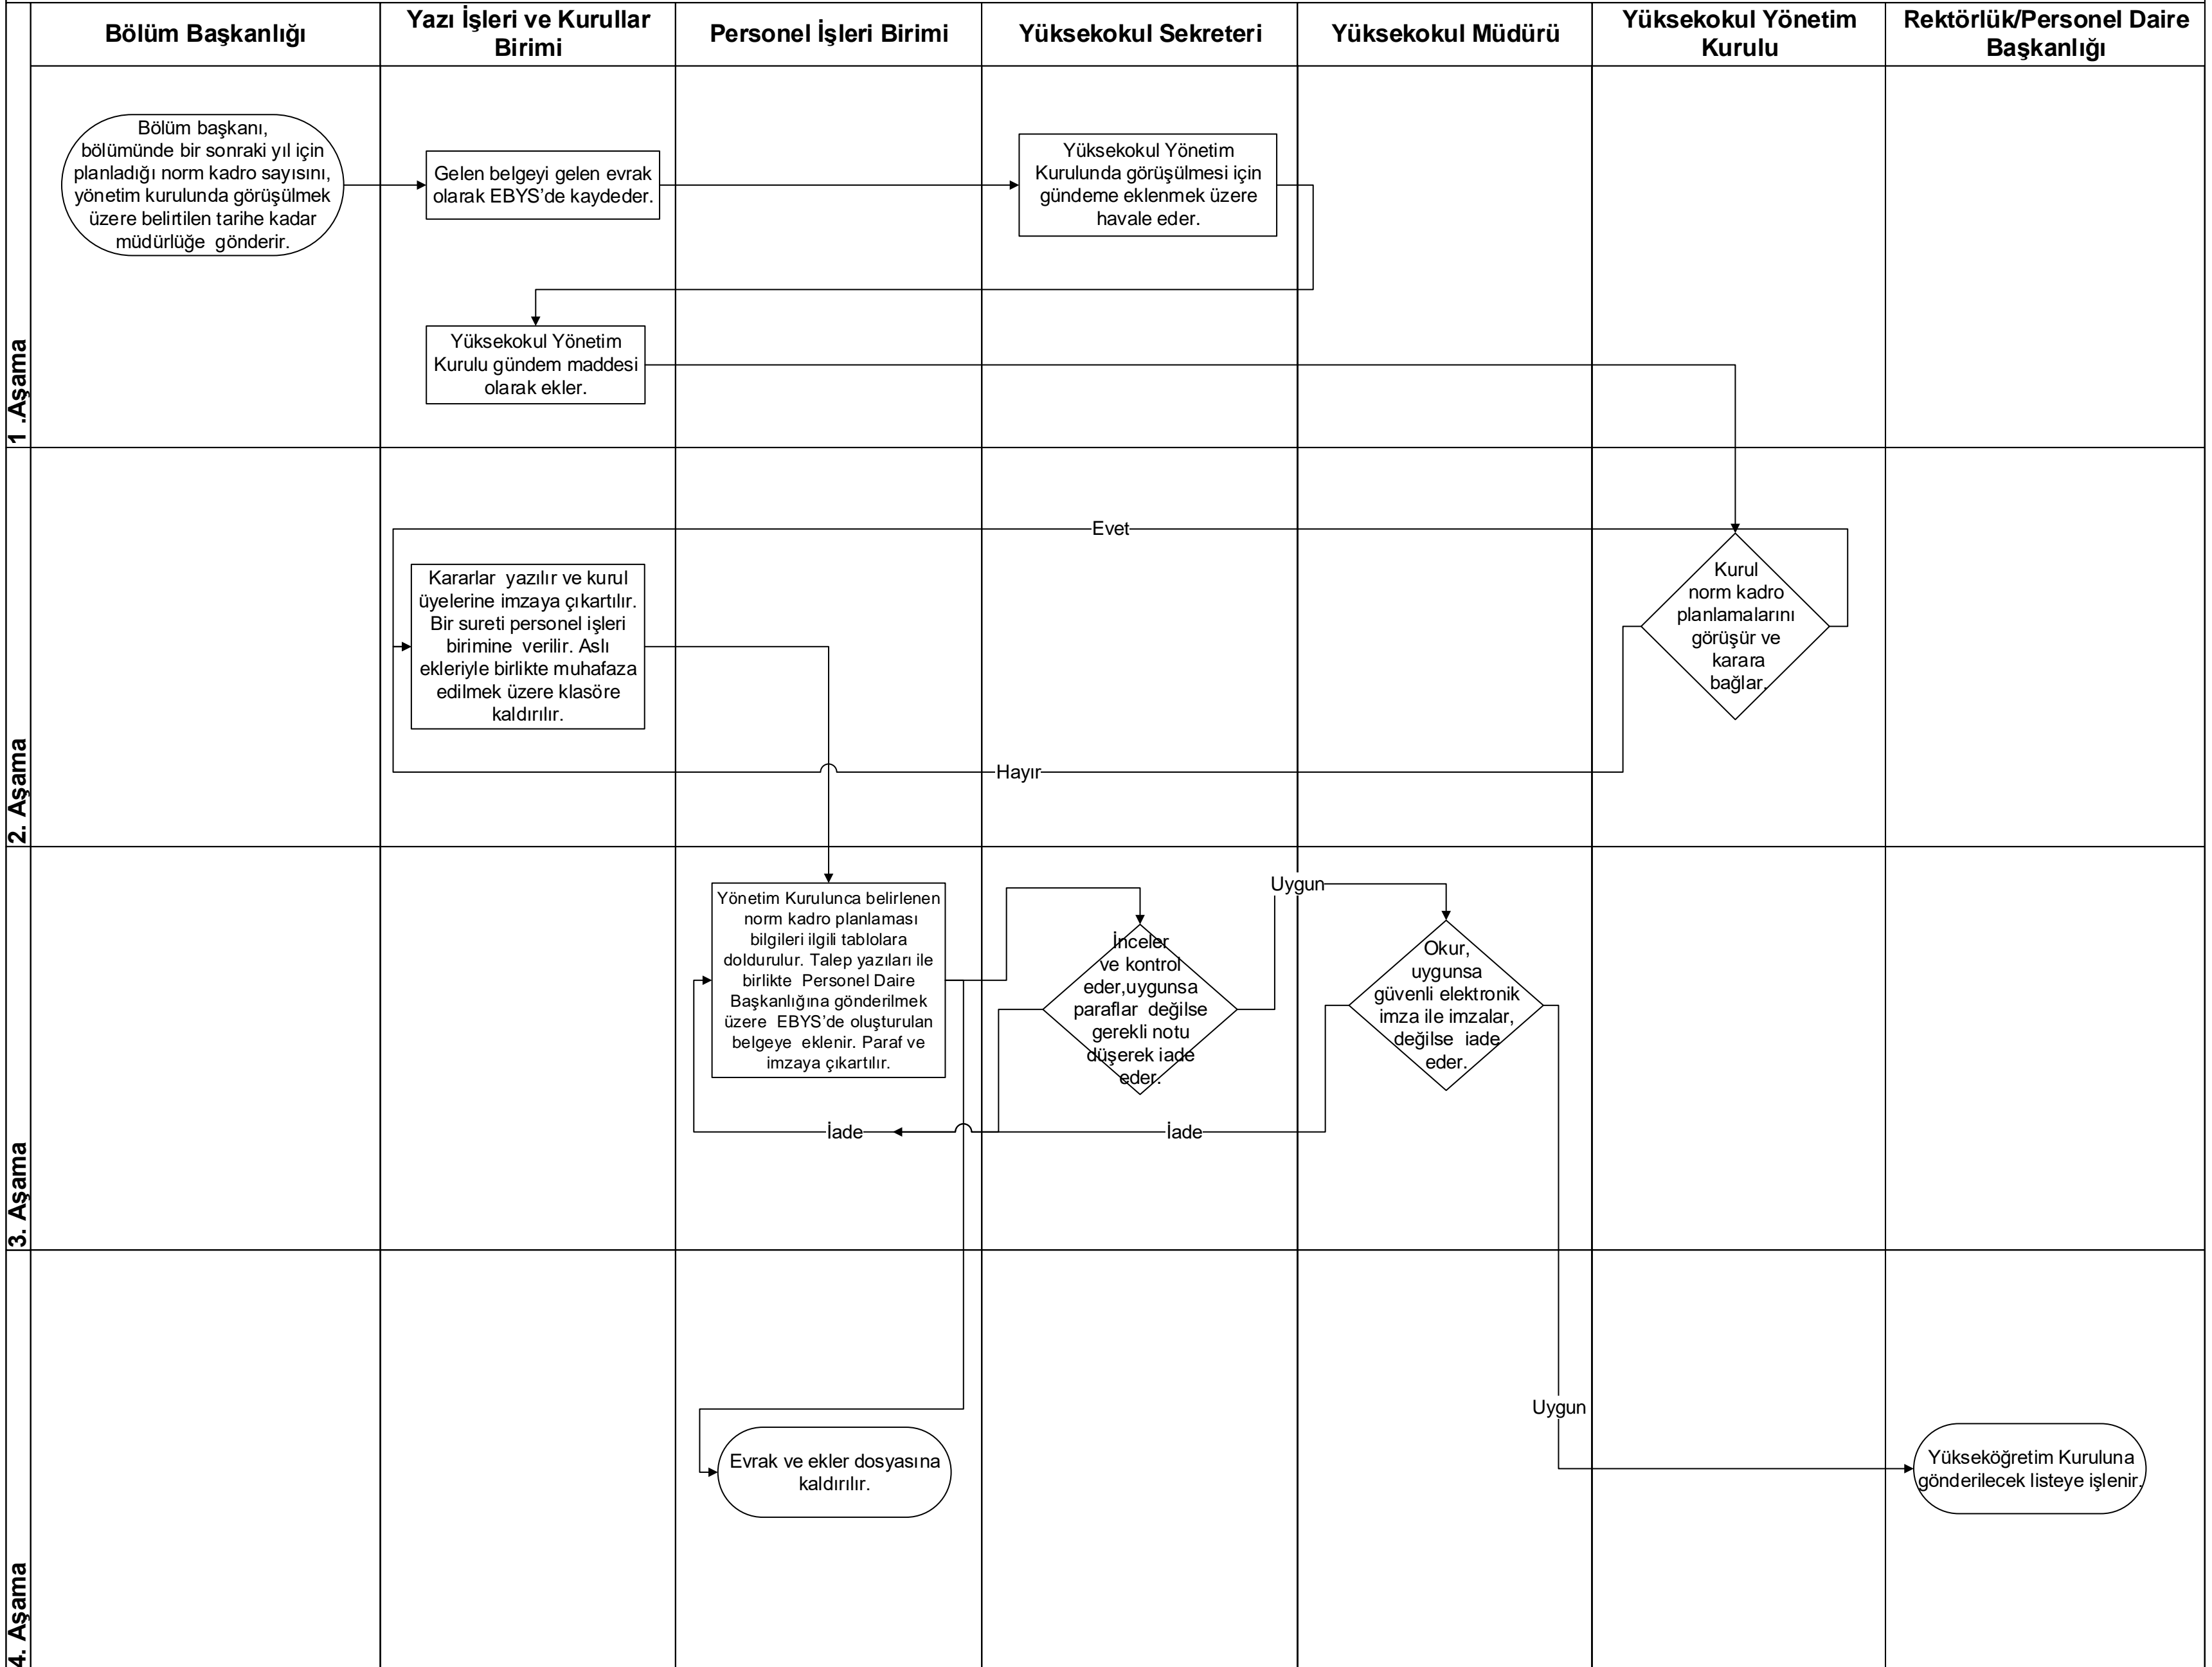 Bölüm Başkanlığı
Yazı İşleri ve Kurullar
Birimi
Personel İşleri Birimi
Yüksekokul Sekreteri
Yüksekokul Müdürü
Yüksekokul Yönetim
Kurulu
Rektörlük/Personel Daire
Başkanlığı
1 .Aşama
Bölüm başkanı,
bölümünde bir sonraki yıl için
planladığı norm kadro sayısını,
yönetim kurulunda görüşülmek
üzere belirtilen tarihe kadar
müdürlüğe gönderir.
Gelen belgeyi gelen evrak
olarak EBYS’de kaydeder.
Yüksekokul Yönetim
Kurulunda görüşülmesi için
gündeme eklenmek üzere
havale eder.
Yüksekokul Yönetim
Kurulu gündem maddesi
olarak ekler.
2. Aşama
Evet
Kurul
norm kadro
planlamalarını
görüşür ve
karara
bağlar.
Kararlar yazılır ve kurul
üyelerine imzaya çıkartılır.
Bir sureti personel işleri
birimine verilir. Aslı
ekleriyle birlikte muhafaza
edilmek üzere klasöre
kaldırılır.
Hayır
3. Aşama
Yönetim Kurulunca belirlenen
norm kadro planlaması
bilgileri ilgili tablolara
doldurulur. Talep yazıları ile
birlikte Personel Daire
Başkanlığına gönderilmek
üzere EBYS’de oluşturulan
belgeye eklenir. Paraf ve
imzaya çıkartılır.
İnceler
ve kontrol
eder,uygunsa
paraflar değilse
gerekli notu
düşerek iade
eder.
Uygun
Okur,
uygunsa
güvenli elektronik
imza ile imzalar,
değilse iade
eder.
İade
İade
4. Aşama
Uygun
Evrak ve ekler dosyasına
kaldırılır.
Yükseköğretim Kuruluna
gönderilecek listeye işlenir.